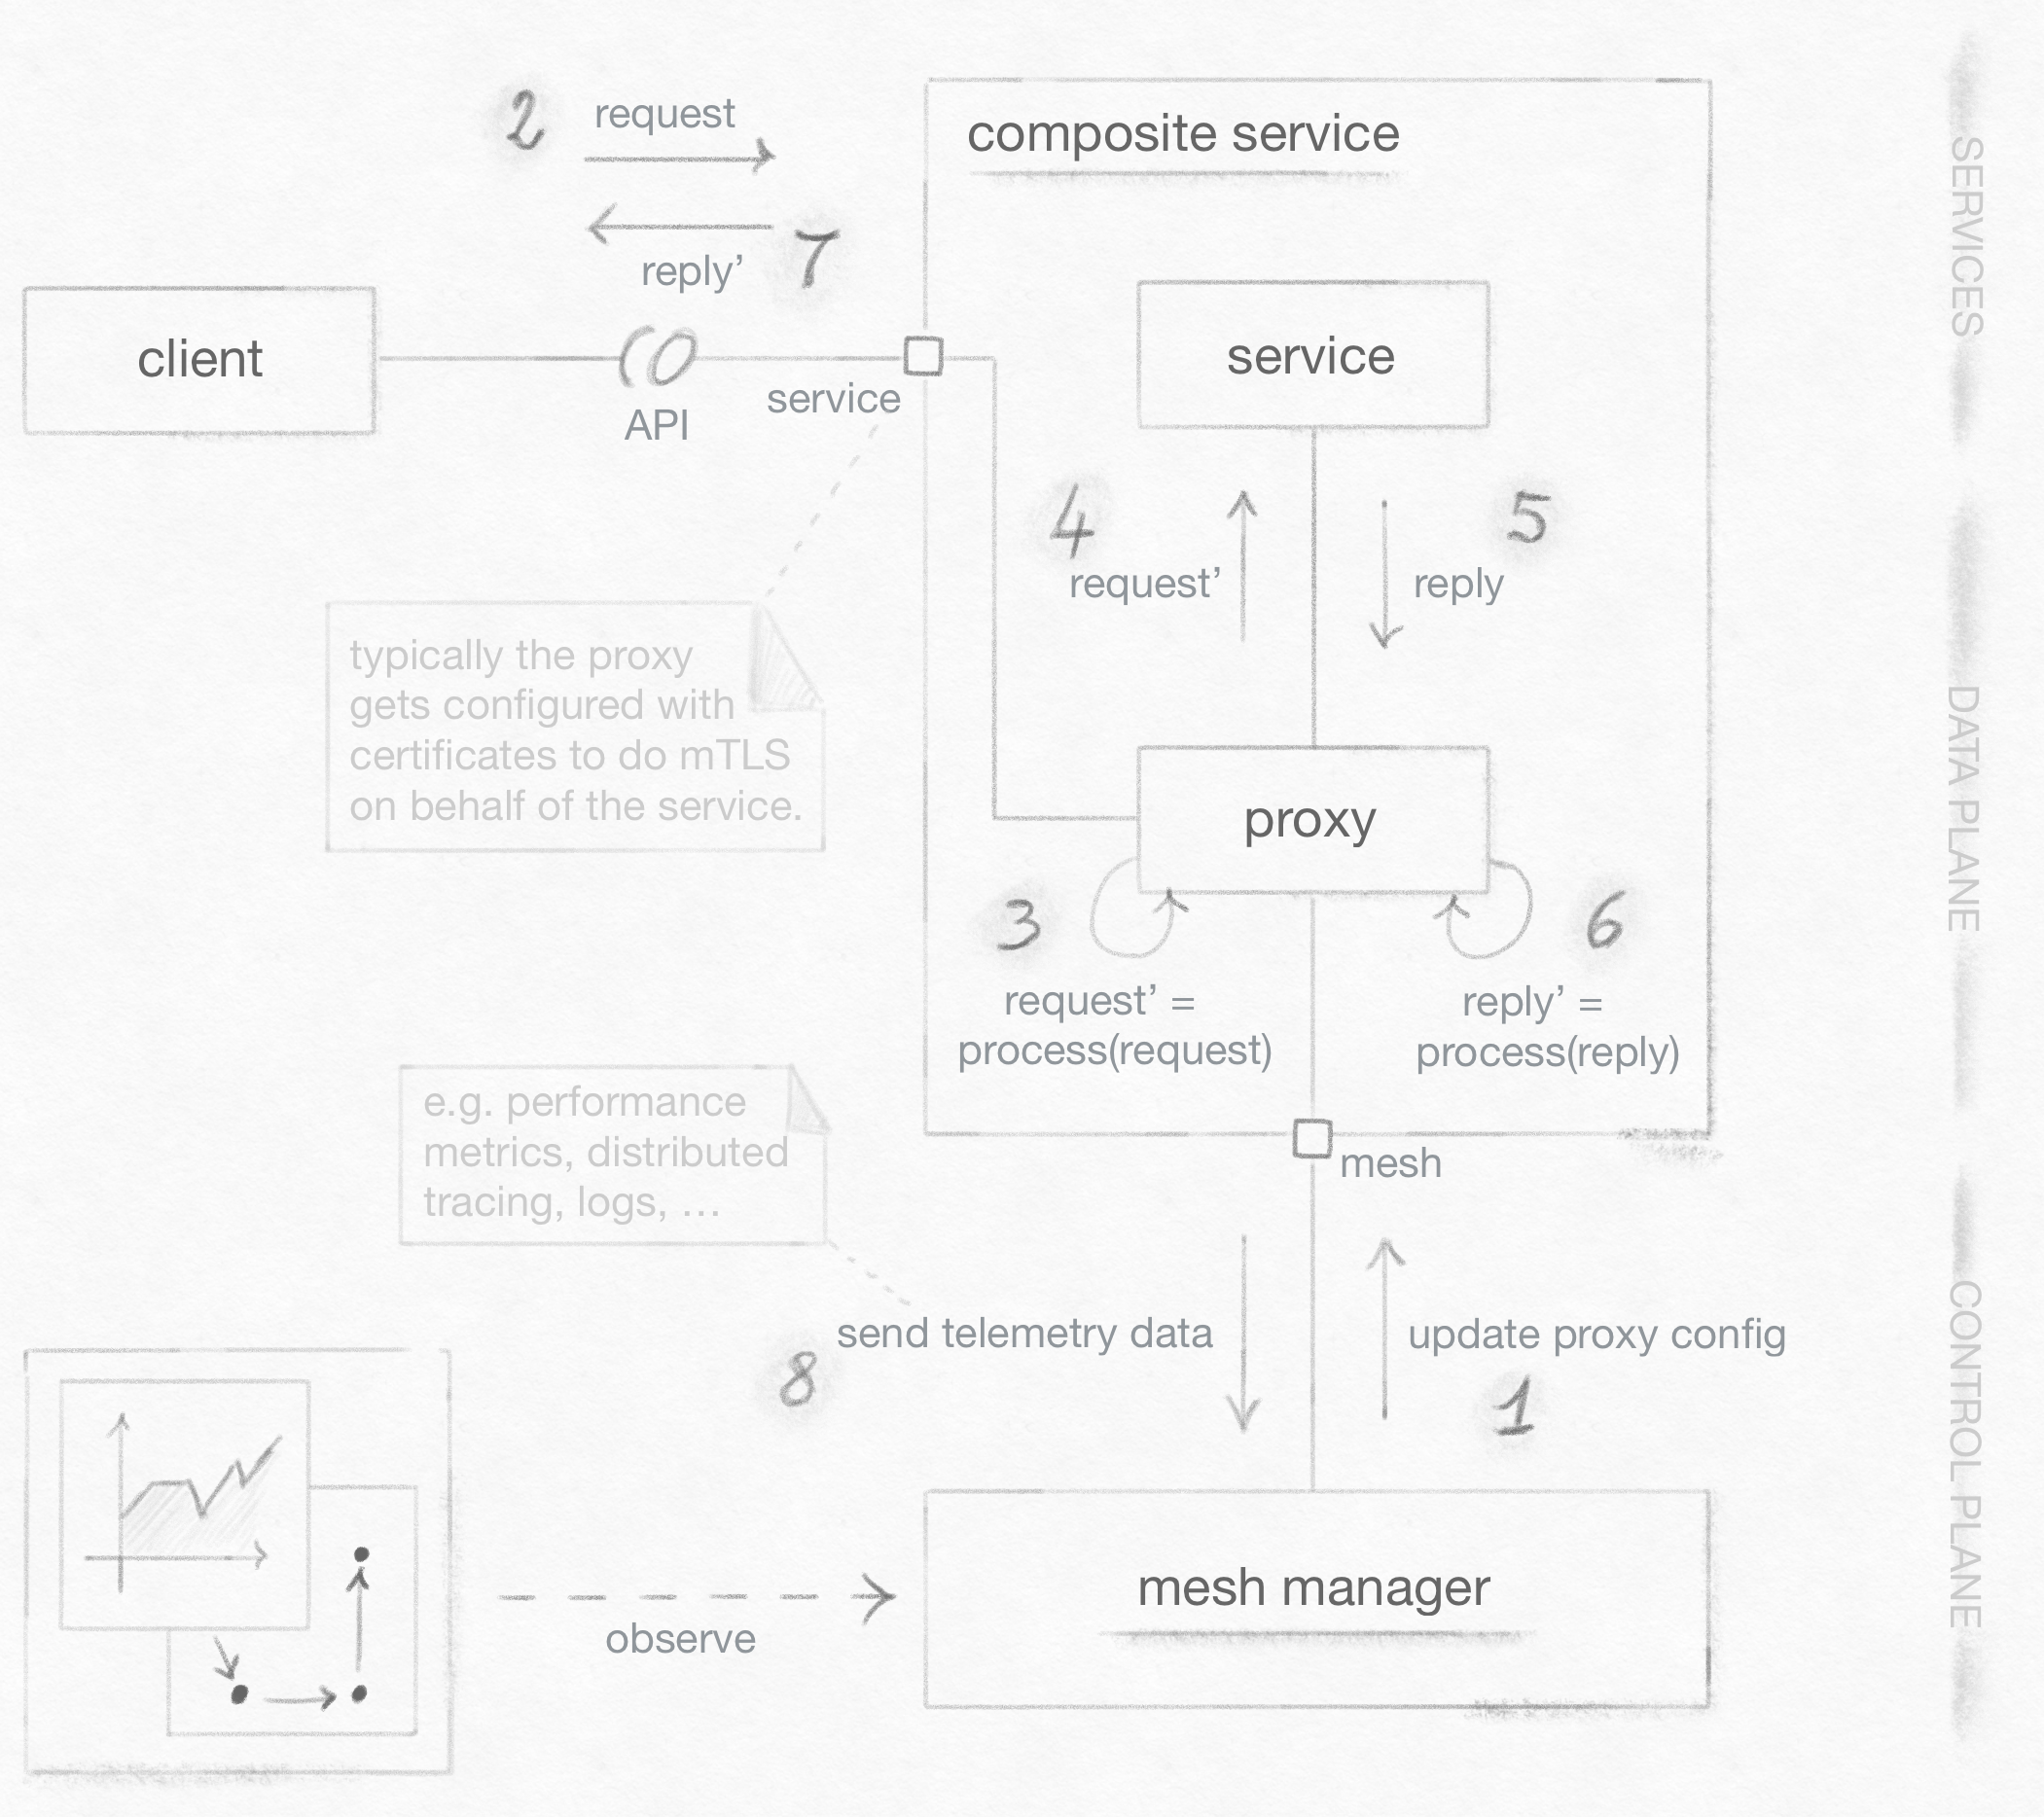 2
request
composite service
reply’
7
client
API
service
service
4
request’
reply
5
typically the proxy
gets configured with
certificates to do mTLS
on behalf of the service.
proxy
3
6
request’ =
process(request)
reply’ =
process(reply)
e.g. performance
metrics, distributed
tracing, logs, …
mesh
send telemetry data
8
update proxy config
1
observe
mesh manager
SERVICES
DATA PLANE
CONTROL PLANE